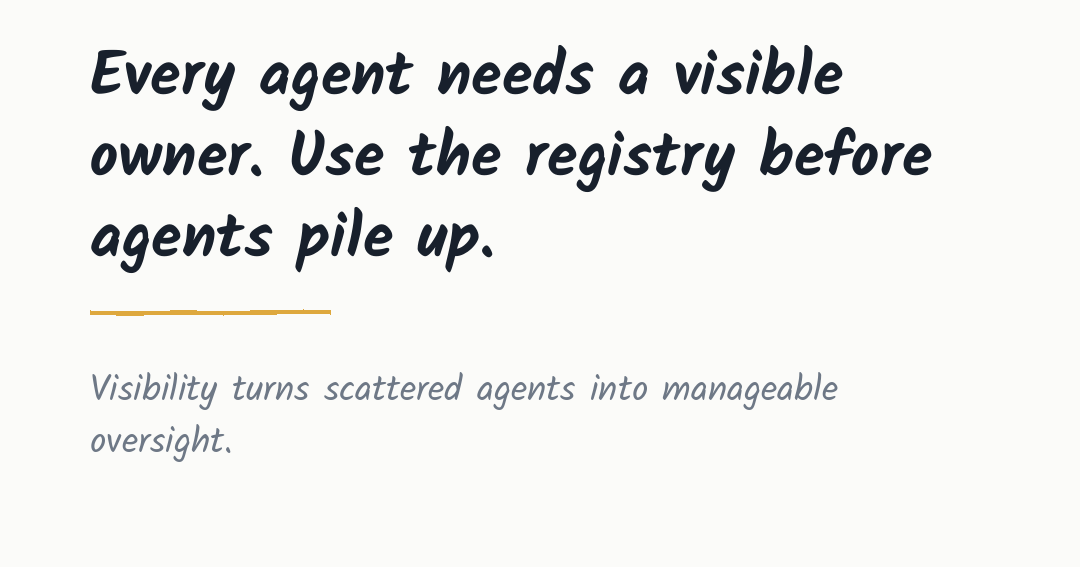 Every agent needs a visible
owner. Use the registry before
agents pile up.
Visibility turns scattered agents into manageable
oversight.